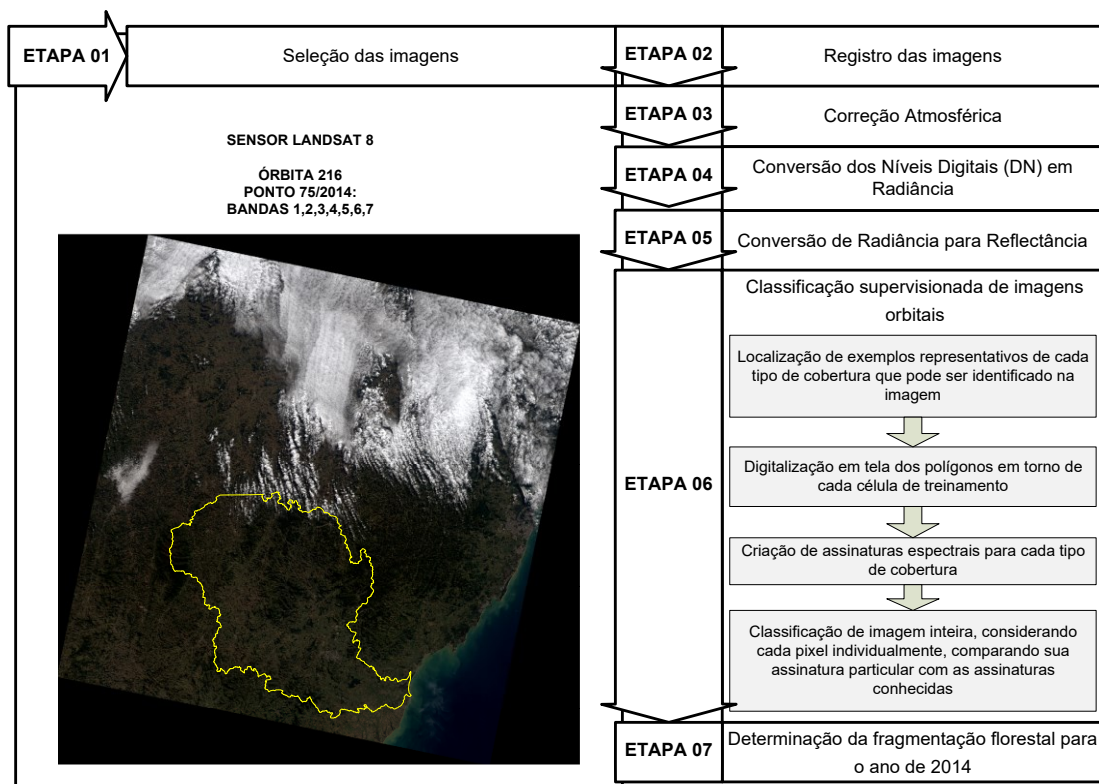 ETAPA 01
Seleção das imagens
SENSOR LANDSAT 8
ÓRBITA 216
PONTO 75/2014:
BANDAS 1,2,3,4,5,6,7
ETAPA 02
Registro das imagens
ETAPA 03
Correção Atmosférica
ETAPA 04
Conversão dos Níveis Digitais (DN) em
Radiância
ETAPA 05
Conversão de Radiância para Reflectância
ETAPA 06
Classificação supervisionada de imagens
orbitais
Localização de exemplos representativos de cada
tipo de cobertura que pode ser identificado na
imagem
Digitalização em tela dos polígonos em torno de
cada célula de treinamento
Criação de assinaturas espectrais para cada tipo
de cobertura
Classificação de imagem inteira, considerando
cada pixel individualmente, comparando sua
assinatura particular com as assinaturas
conhecidas
ETAPA 07
Determinação da fragmentação florestal para
o ano de 2014